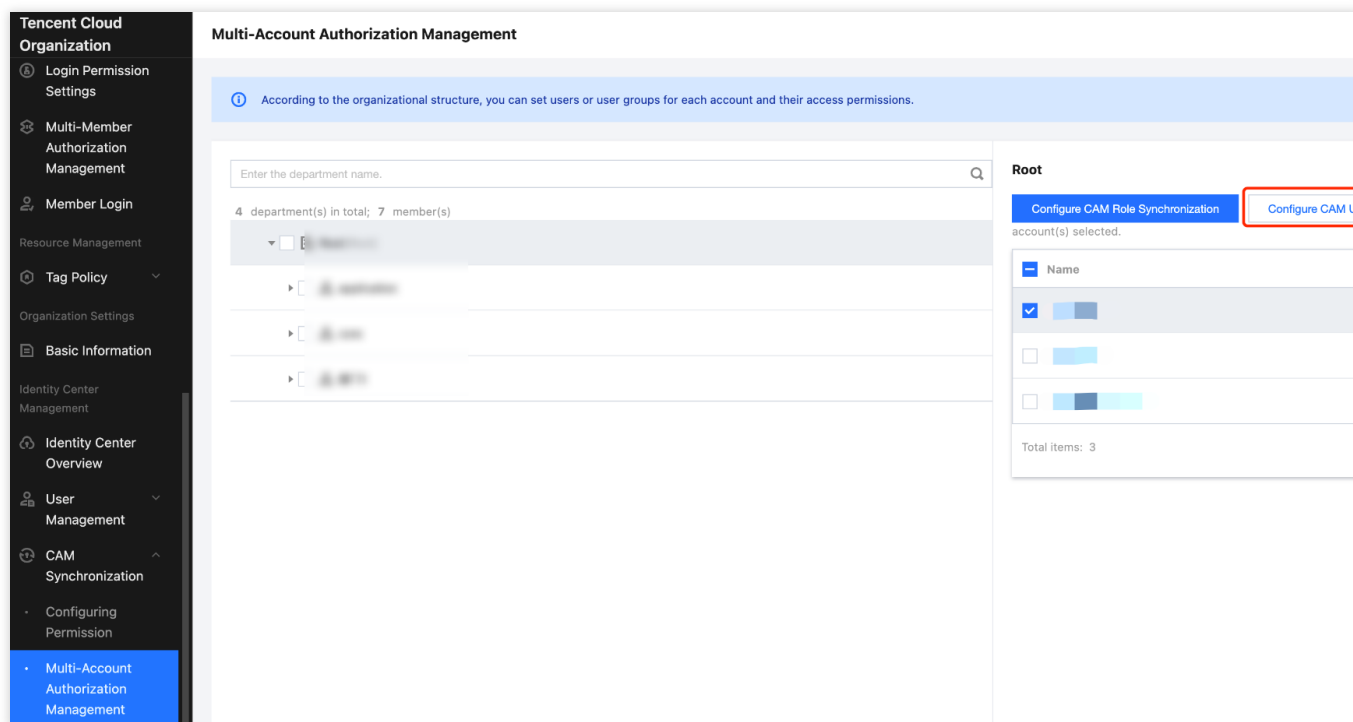 Tencent Cloud
Organization
Login Permission
Settings
Multi-Member
Authorization
Management
Member Login
Resource Management
Tag Policy
Organization Settings
Basic Information
Identity Center
Management
Identity Center
Overview
User
Management
CAM
Synchronization
Configuring
Permission
Multi-Account
Authorization
Management
Multi-Account Authorization Management
According to the organizational structure, you can set users or user groups for each account and their access permissions.
Enter the department name.
4 department(s) in total; 7 member(s)
Root
Configure CAM Role Synchronization
Configure CAM U
account(s) selected.
Name
Total items: 3